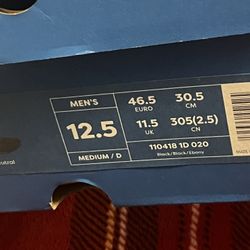 MEN'S
12.5
MEDIUM / D
46.5
EURO
30.5
CM
11.5
UK
305(2.5)
CN
110418 1D 020
Black/Black/Ebony
eutral